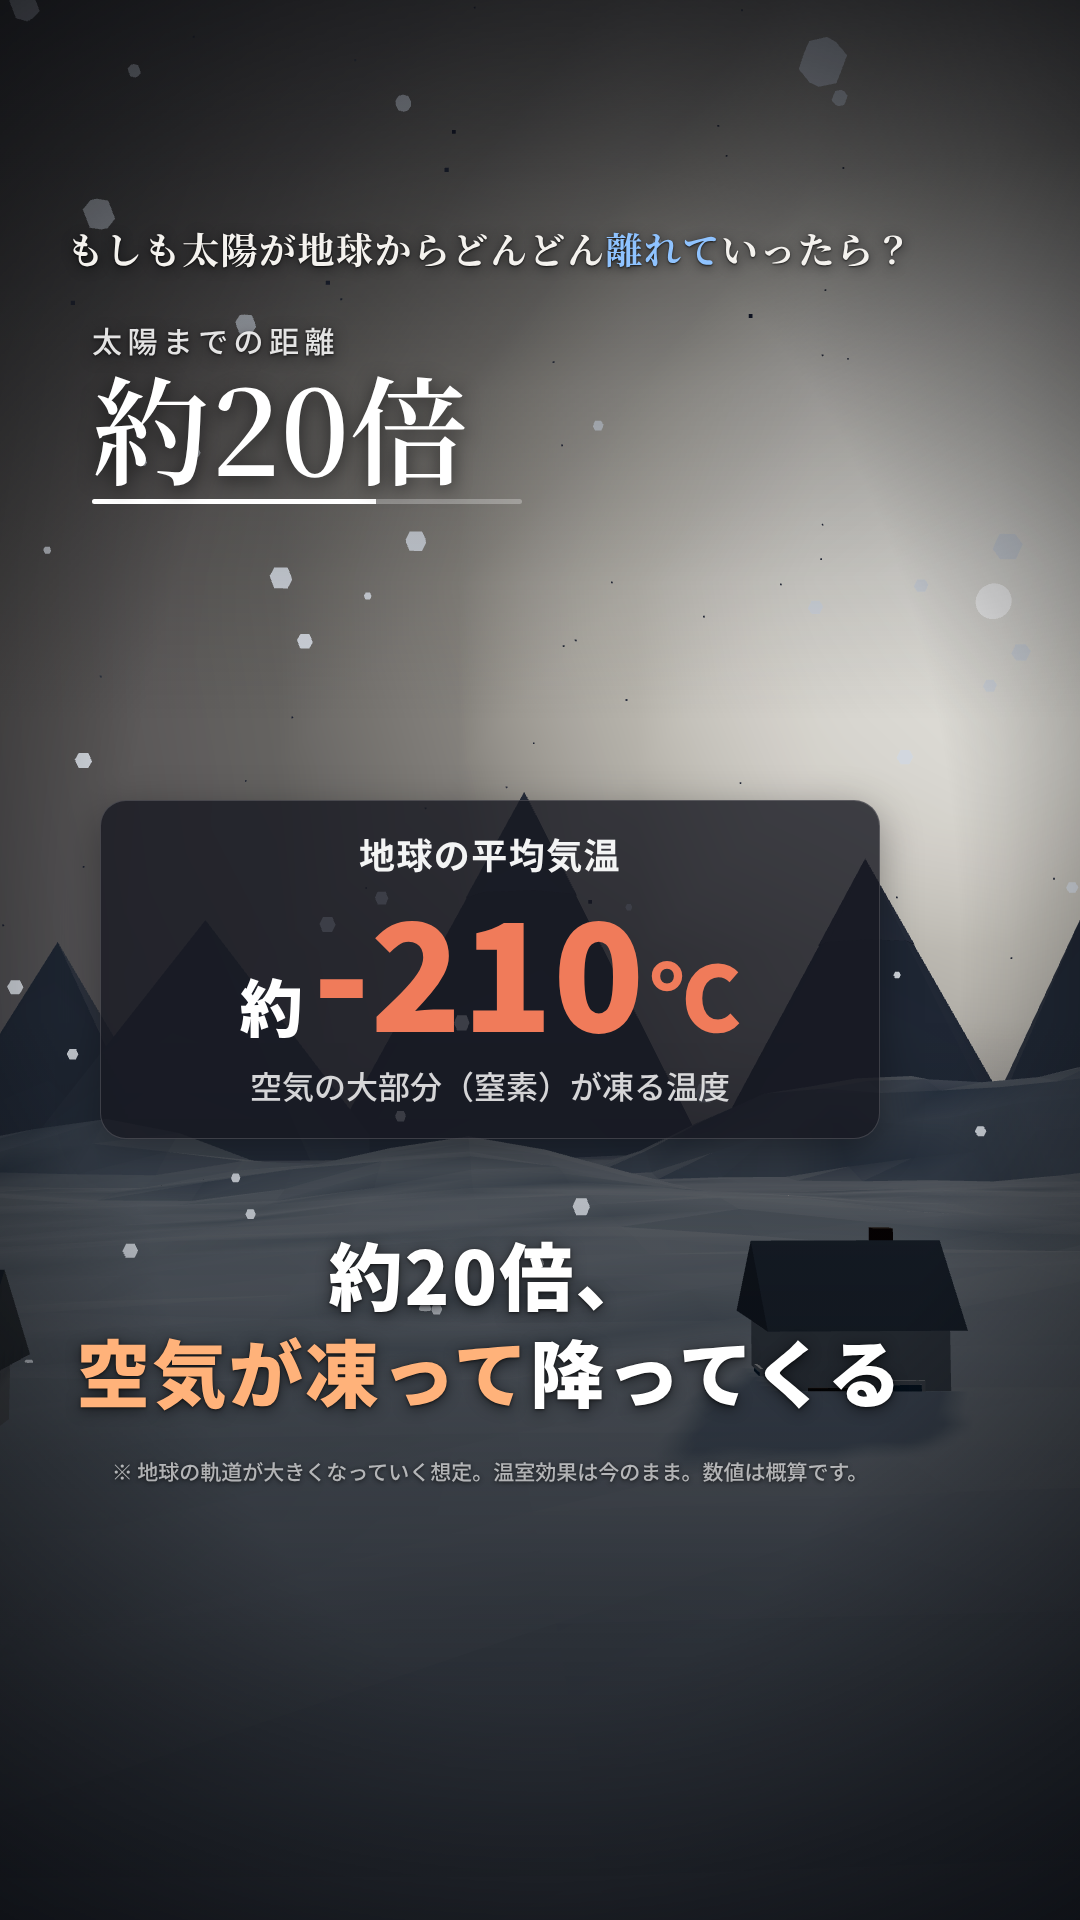 もしも太陽が地球からどんどん離れていったら？
太陽までの距離
約20倍
地球の平均気温
約 -210℃
空気の大部分（窒素）が凍る温度
約20倍、
空気が凍って降ってくる
※ 地球の軌道が大きくなっていく想定。温室効果は今のまま。数値は概算です。